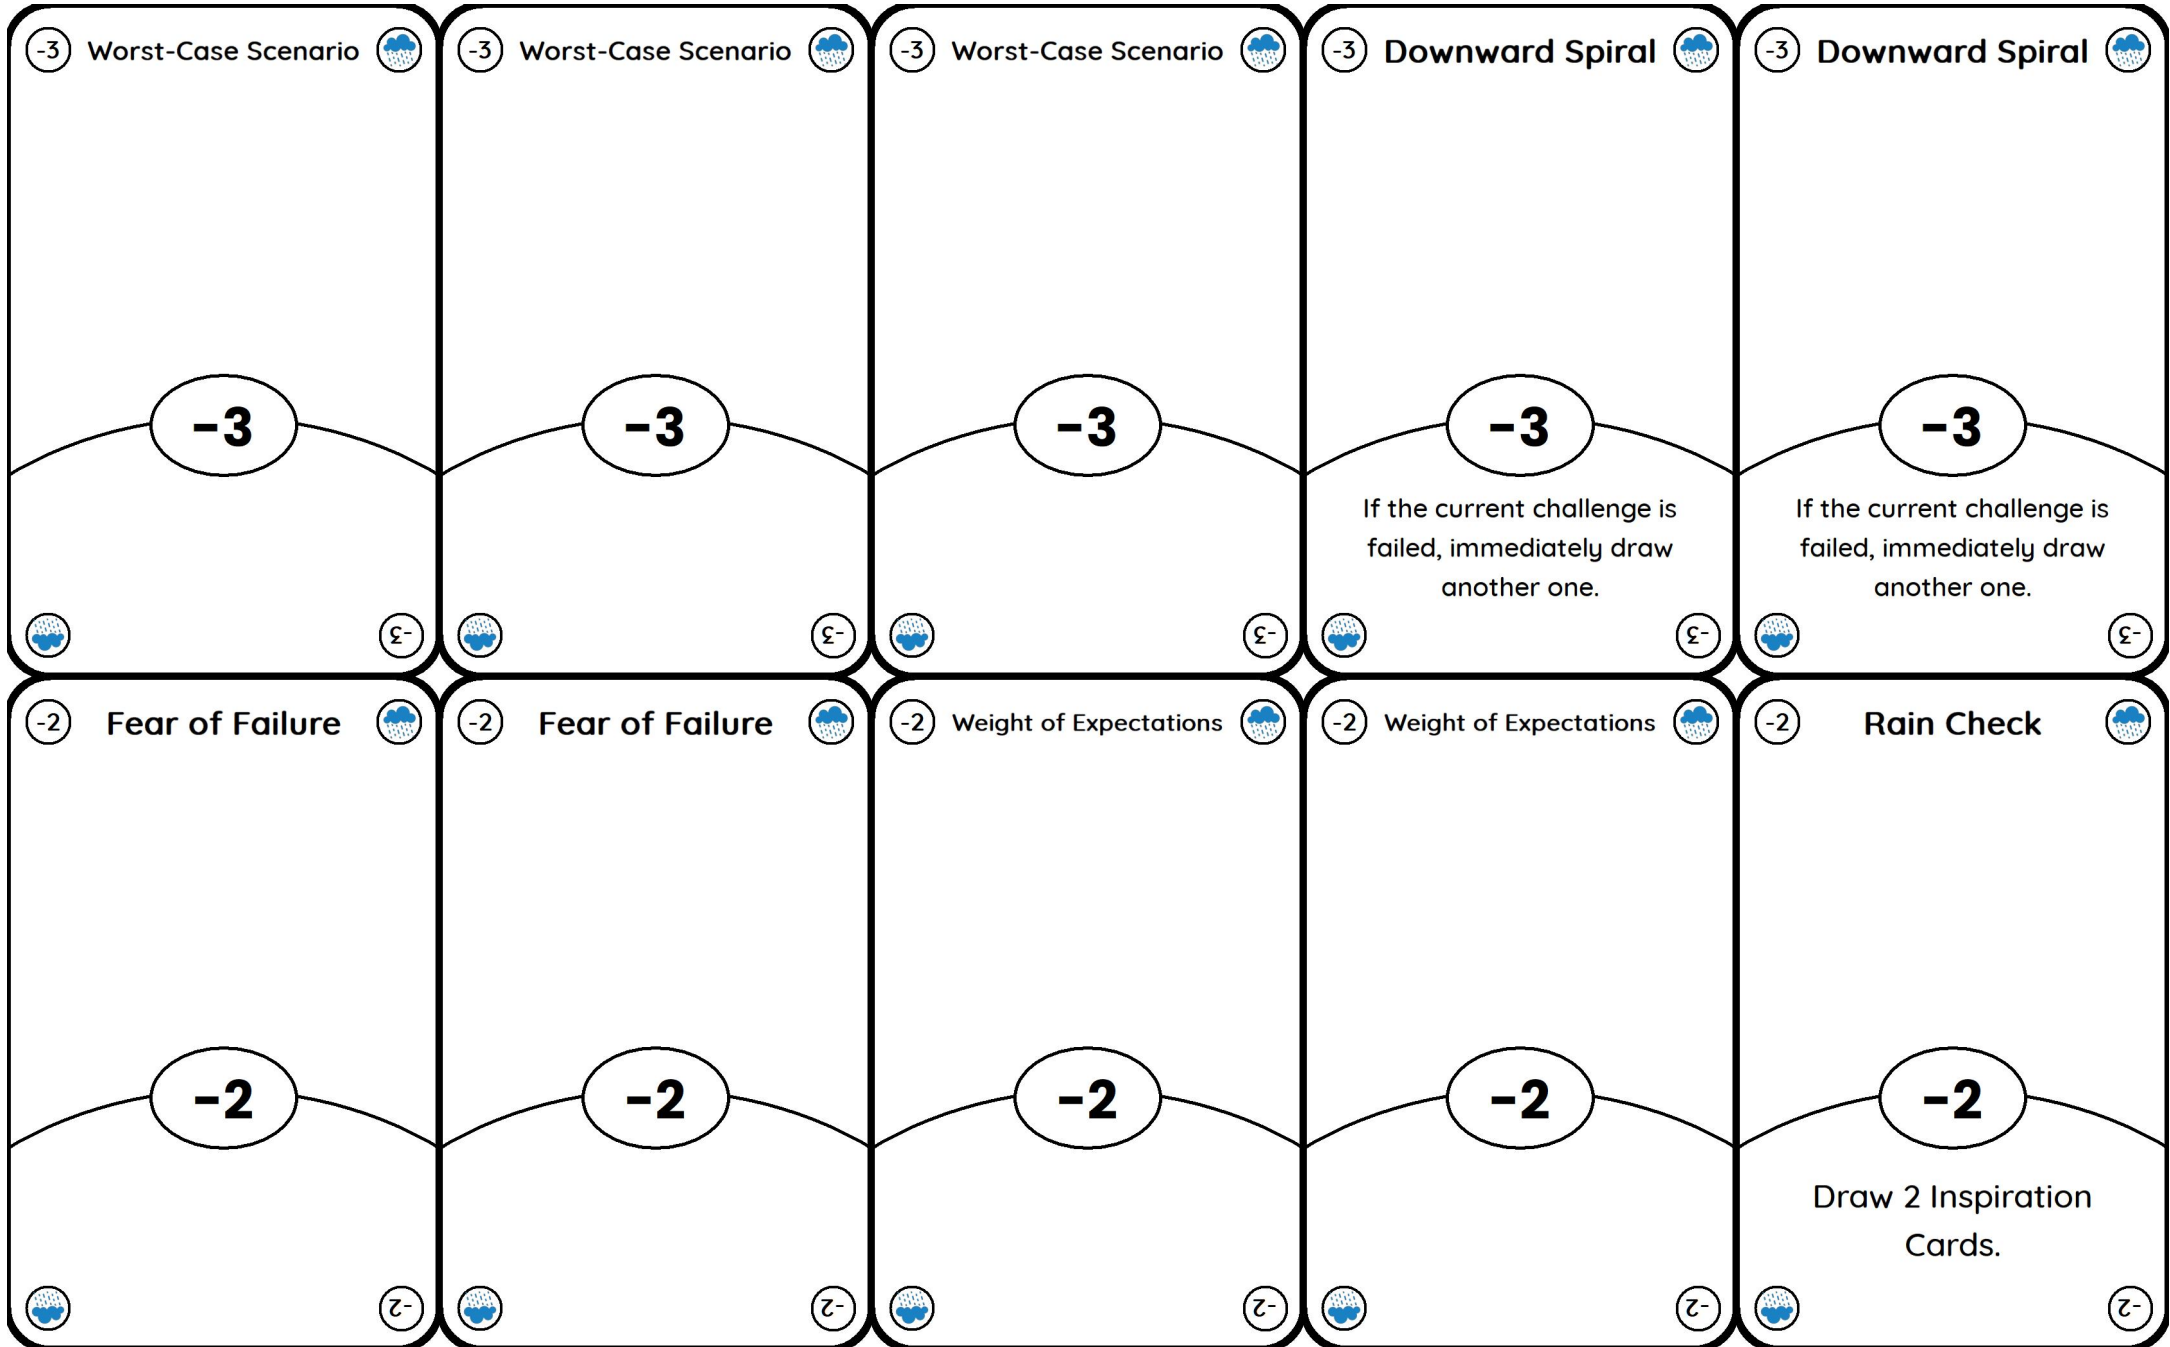 -3 Worst-Case Scenario
-3
-3
-3 Worst-Case Scenario
-3
-3
-3 Worst-Case Scenario
-3
-3
-3 Downward Spiral
-3
If the current challenge is
failed, immediately draw
another one.
-3
-3 Downward Spiral
-3
If the current challenge is
failed, immediately draw
another one.
-3
-2 Fear of Failure
-2
-2
-2 Fear of Failure
-2
-2
-2 Weight of Expectations
-2
-2
-2 Weight of Expectations
-2
-2
-2 Rain Check
-2
Draw 2 Inspiration
Cards.
-2